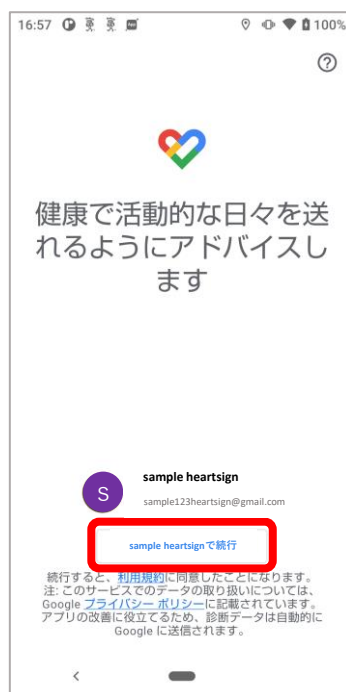 16:57
100%
健康で活動的な日々を送
れるようにアドバイスし
ます
S
sample heartsign
sample123heartsign@gmail.com
sample heartsignで続行
続行すると、利用規約に同意したことになります。
注: このサービスでのデータの取り扱いについては、
Google プライバシー ポリシーに記載されています。
アプリの改善に役立てるため、診断データは自動的に
Google に送信されます。